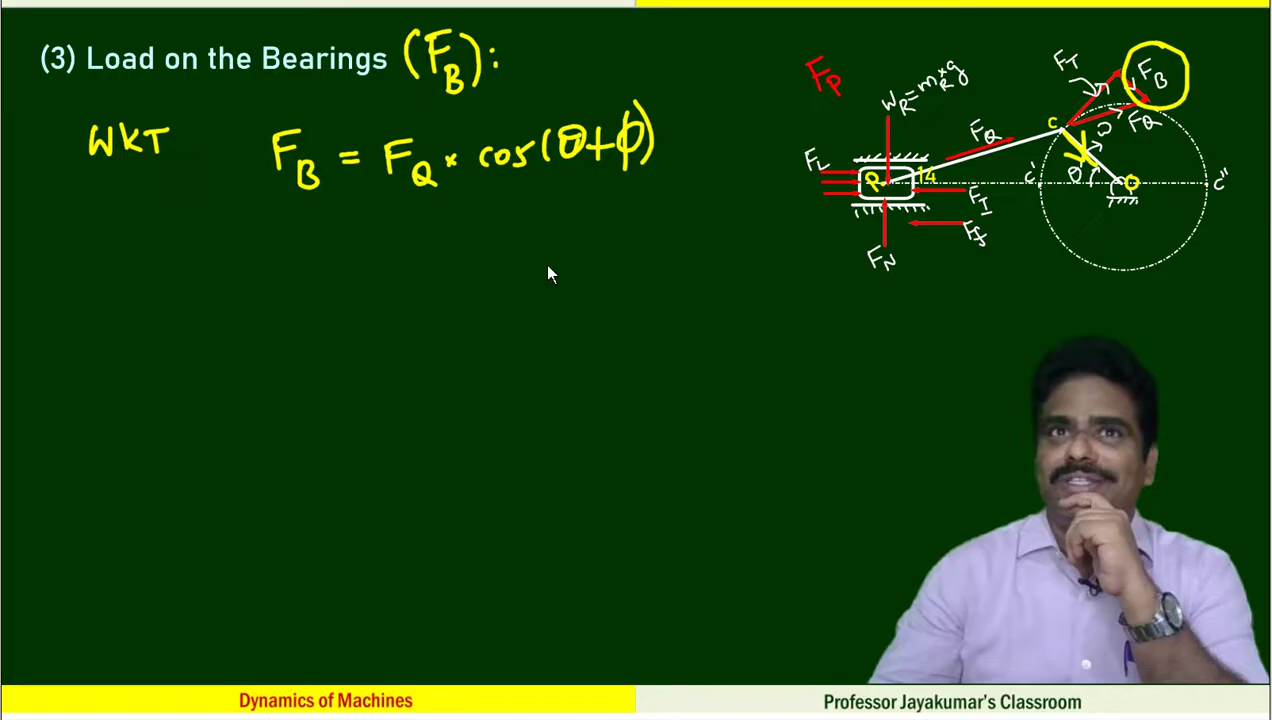 (3) Load on the Bearings (F_B):
WKT F_B = F_Q * cos(θ+φ)
F_P
W_R = m_R*g
F_T
F_B
F_Q
C
F_Q
ω
θ
F_L
P
14
F_I
F_f
F_N
C'
O
C"
Dynamics of Machines
Professor Jayakumar's Classroom